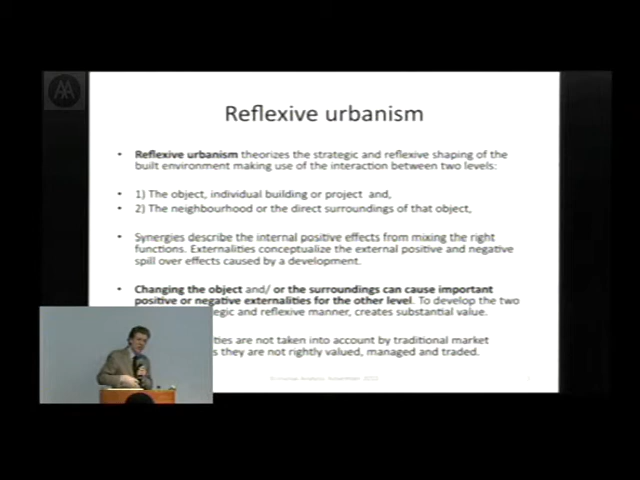 AA
Reflexive urbanism
• Reflexive urbanism theorizes the strategic and reflexive shaping of the
built environment making use of the interaction between two levels:
• 1) The object, individual building or project and,
• 2) The neighbourhood or the direct surroundings of that object,
• Synergies describe the internal positive effects from mixing the right
functions. Externalities conceptualize the external positive and negative
spill over effects caused by a development.
• Changing the object and/ or the surroundings can cause important
positive or negative externalities for the other level. To develop the two
and reflexive manner, creates substantial value.
are not taken into account by traditional market
they are not rightly valued, managed and traded.